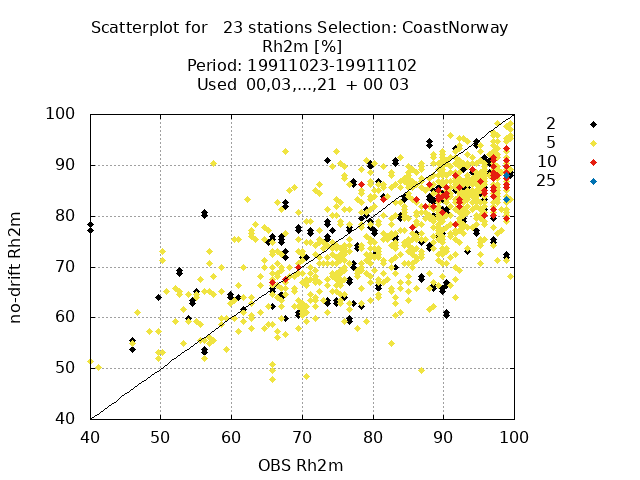 Scatterplot for   23 stations Selection: CoastNorway
Rh2m [%]
Period: 19911023-19911102
Used  00,03,...,21  + 00 03
100
90
80
70
60
50
40
no-drift Rh2m
40 50 60 70 80 90 100
OBS Rh2m
2
5
10
25